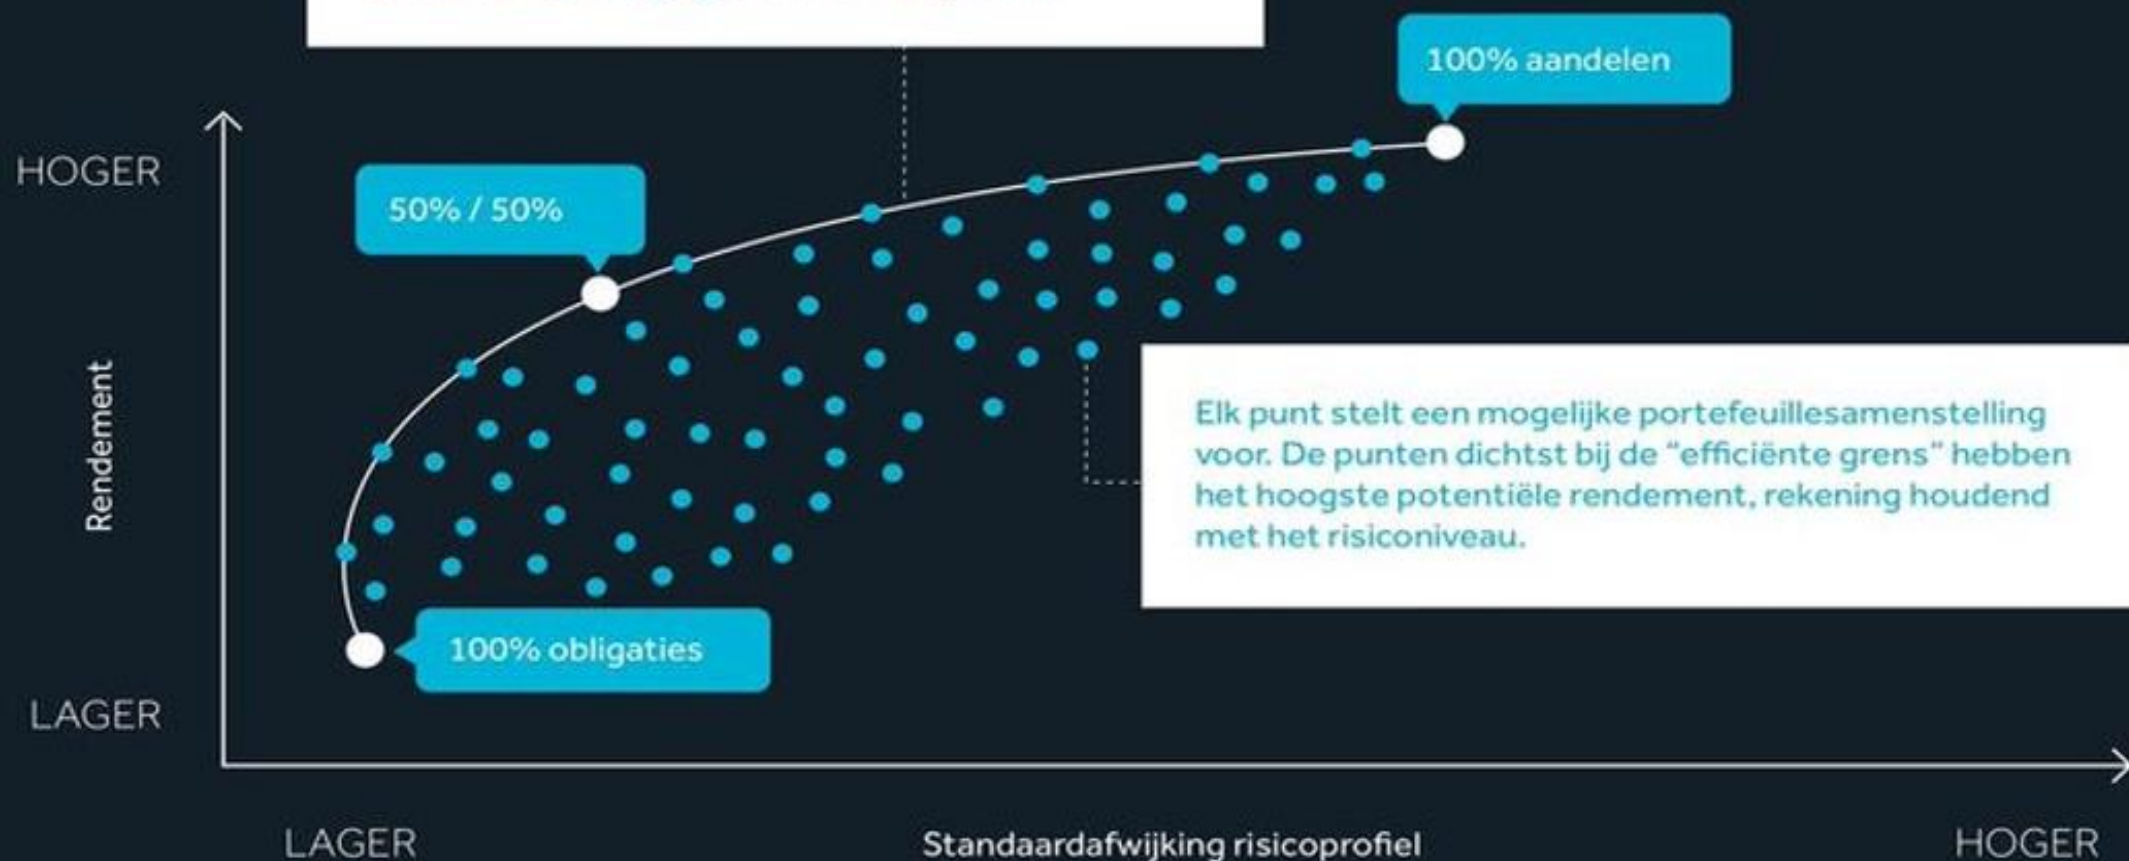 100% aandelen
HOGER
50% / 50%
Rendement
Elk punt stelt een mogelijke portefeuillesamenstelling
voor. De punten dichtst bij de “efficiënte grens” hebben
het hoogste potentiële rendement, rekening houdend
met het risiconiveau.
100% obligaties
LAGER
LAGER
Standaardafwijking risicoprofiel
HOGER